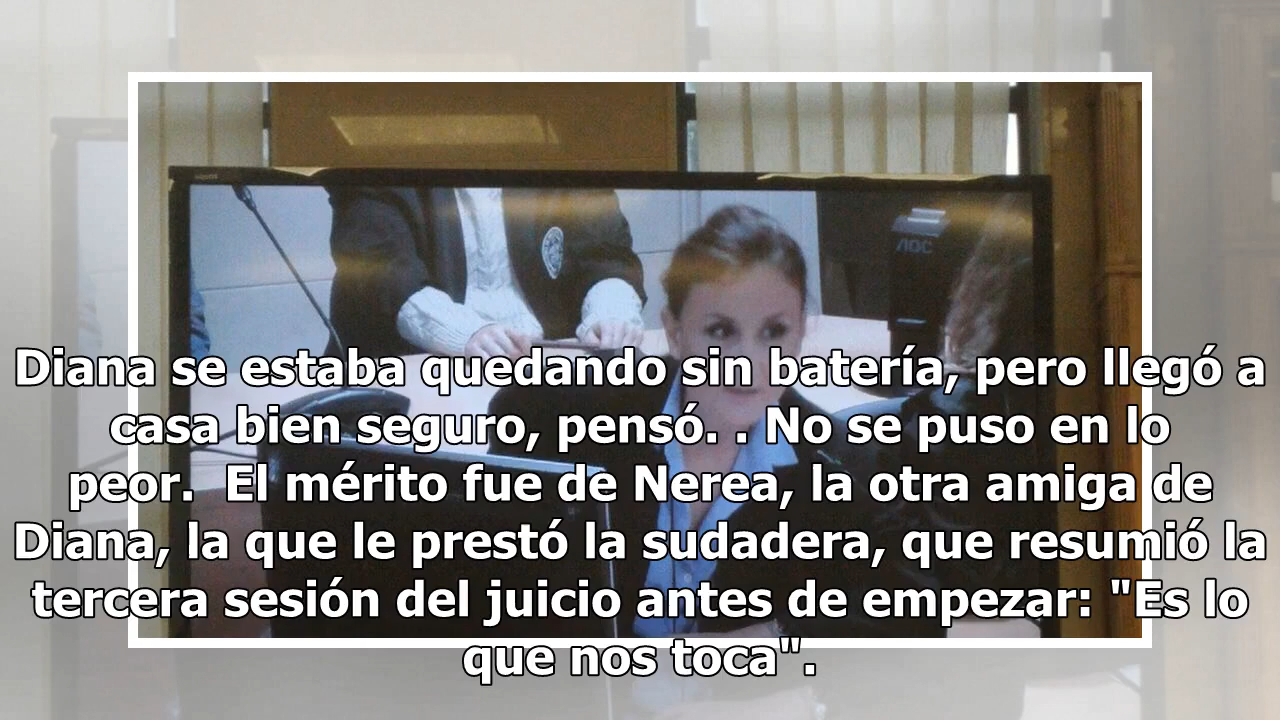 AOC
Diana se estaba quedando sin batería, pero llegó a
casa bien seguro, pensó. . No se puso en lo
peor.  El mérito fue de Nerea, la otra amiga de
Diana, la que le prestó la sudadera, que resumió la
tercera sesión del juicio antes de empezar: "Es lo
que nos toca".